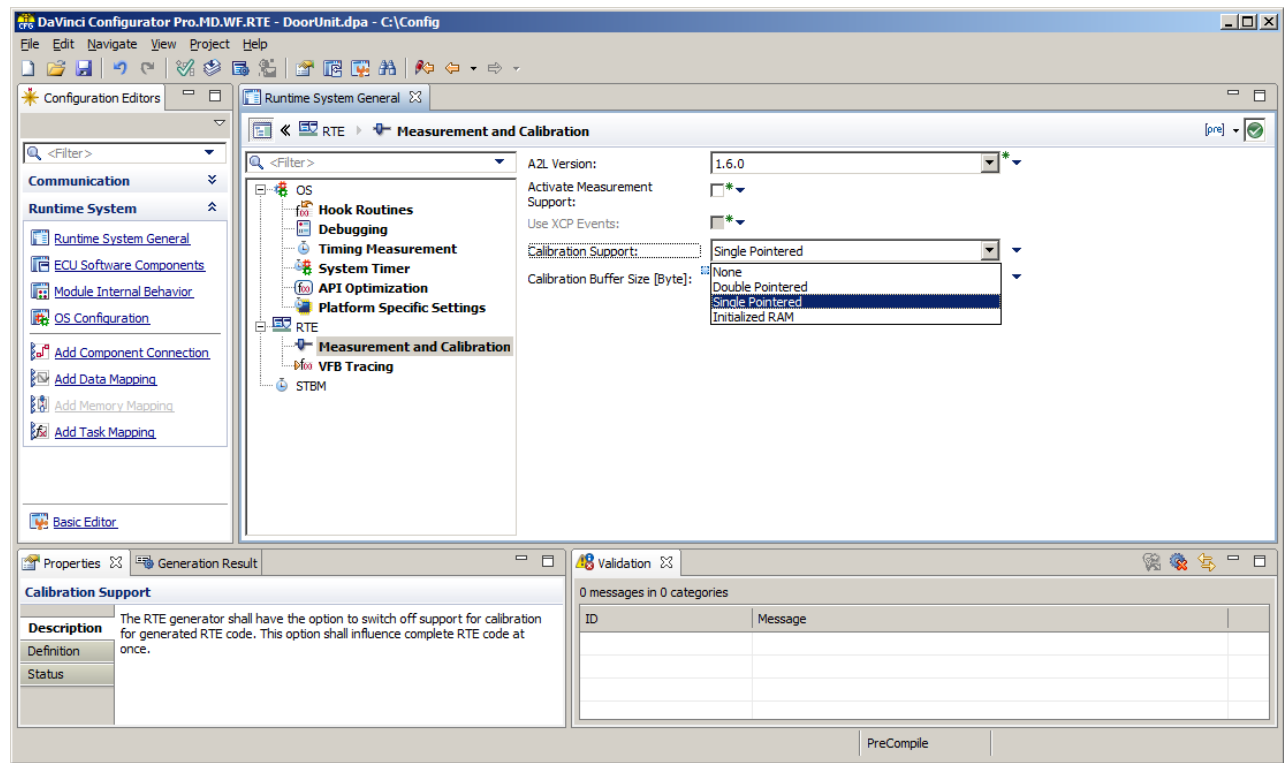 DaVinci Configurator Pro.MD.WF.RTE - DoorUnit.dpa - C:\Config
File Edit Navigate View Project Help
Configuration Editors
Runtime System General
RTE Measurement and Calibration
[pre]
<Filter>
Communication
Runtime System
Runtime System General
ECU Software Components
Module Internal Behavior
OS Configuration
Add Component Connection
Add Data Mapping
Add Memory Mapping
Add Task Mapping
Basic Editor
<Filter>
OS
Hook Routines
Debugging
Timing Measurement
System Timer
API Optimization
Platform Specific Settings
RTE
Measurement and Calibration
VFB Tracing
STBM
A2L Version: 1.6.0
Activate Measurement
Support:
Use XCP Events:
Calibration Support: Single Pointered
Calibration Buffer Size [Byte]:
None
Double Pointered
Single Pointered
Initialized RAM
Properties Generation Result
Calibration Support
Description
Definition
Status
The RTE generator shall have the option to switch off support for calibration
for generated RTE code. This option shall influence complete RTE code at
once.
Validation
0 messages in 0 categories
ID Message
PreCompile